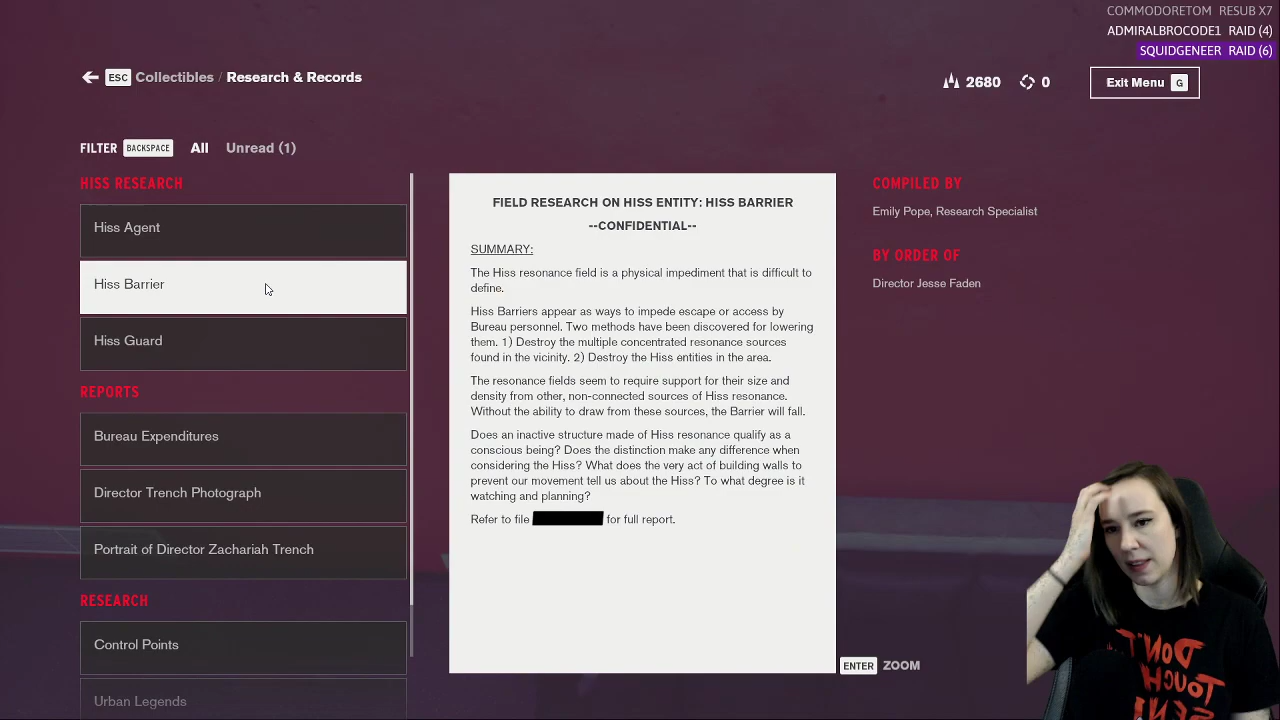 COMMODORETOM RESUB X7
ADMIRALBROCODE1 RAID (4)
SQUIDGENEER RAID (6)
ESC Collectibles / Research & Records
2680 0 Exit Menu G
FILTER BACKSPACE All Unread (1)
HISS RESEARCH
Hiss Agent
Hiss Barrier
Hiss Guard
REPORTS
Bureau Expenditures
Director Trench Photograph
Portrait of Director Zachariah Trench
RESEARCH
Control Points
Urban Legends
FIELD RESEARCH ON HISS ENTITY: HISS BARRIER
--CONFIDENTIAL--
SUMMARY:
The Hiss resonance field is a physical impediment that is difficult to
define.
Hiss Barriers appear as ways to impede escape or access by
Bureau personnel. Two methods have been discovered for lowering
them. 1) Destroy the multiple concentrated resonance sources
found in the vicinity. 2) Destroy the Hiss entities in the area.
The resonance fields seem to require support for their size and
density from other, non-connected sources of Hiss resonance.
Without the ability to draw from these sources, the Barrier will fall.
Does an inactive structure made of Hiss resonance qualify as a
conscious being? Does the distinction make any difference when
considering the Hiss? What does the very act of building walls to
prevent our movement tell us about the Hiss? To what degree is it
watching and planning?
Refer to file for full report.
ENTER ZOOM
COMPILED BY
Emily Pope, Research Specialist
BY ORDER OF
Director Jesse Faden
DON'T
TOUCH